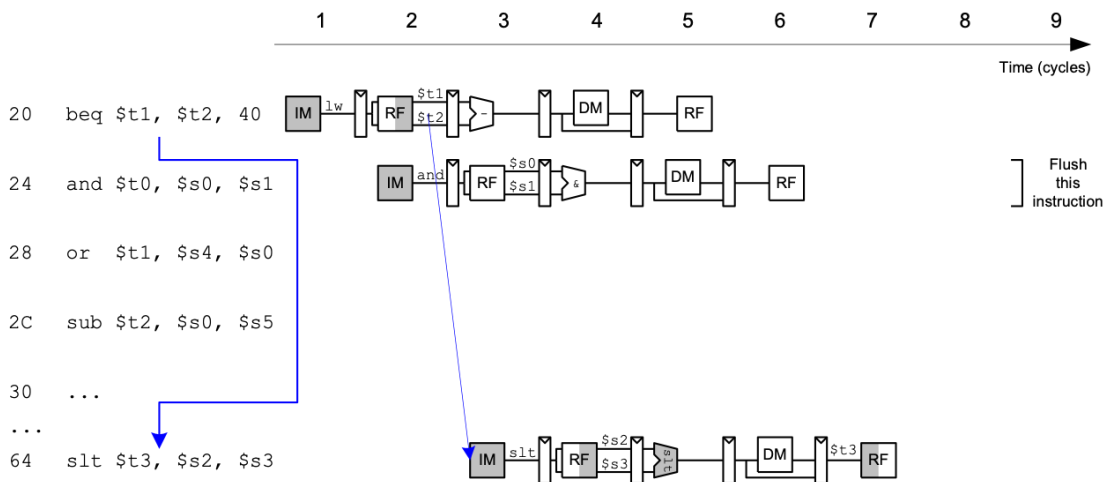 1 2 3 4 5 6 7 8 9
Time (cycles)
20 beq $t1, $t2, 40 IM lw RF $t1 $t2 - DM RF
24 and $t0, $s0, $s1 IM and RF $s0 $s1 & DM RF
Flush
this
instruction
28 or $t1, $s4, $s0
2C sub $t2, $s0, $s5
30 ...
...
64 slt $t3, $s2, $s3 IM slt RF $s2 $s3 slt DM $t3 RF